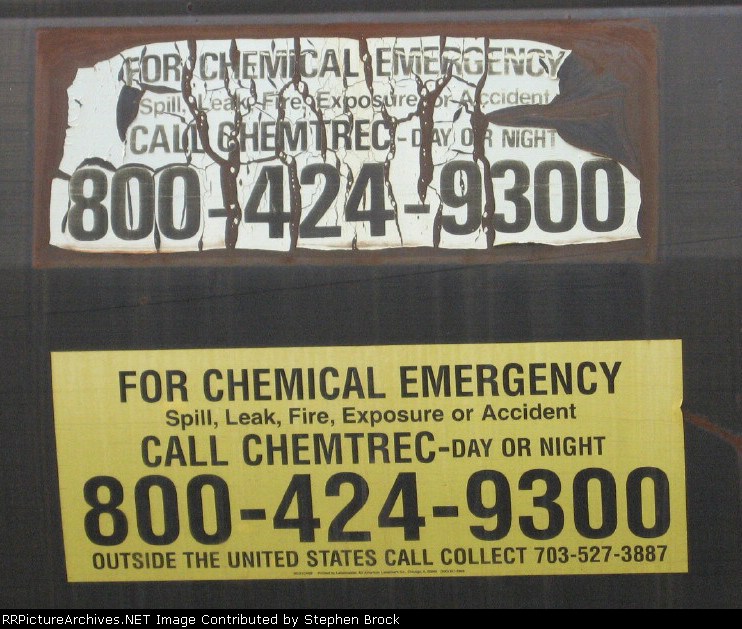 FOR CHEMICAL EMERGENCY
Spill, Leak, Fire, Exposure or Accident
CALL CHEMTREC-DAY OR NIGHT
800-424-9300
FOR CHEMICAL EMERGENCY
Spill, Leak, Fire, Exposure or Accident
CALL CHEMTREC-DAY OR NIGHT
800-424-9300
OUTSIDE THE UNITED STATES CALL COLLECT 703-527-3887
RRPictureArchives.NET Image Contributed by Stephen Brock